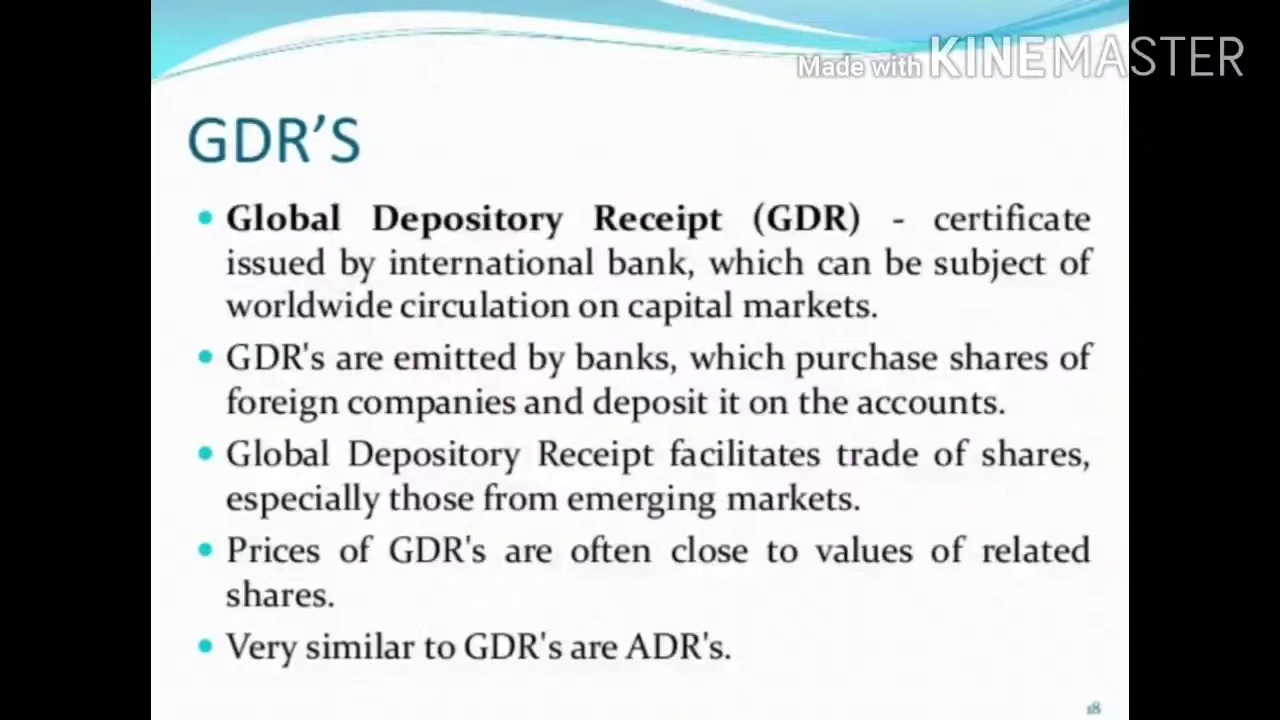 Made with KINEMASTER
GDR'S
• Global Depository Receipt (GDR) - certificate
issued by international bank, which can be subject of
worldwide circulation on capital markets.
• GDR's are emitted by banks, which purchase shares of
foreign companies and deposit it on the accounts.
• Global Depository Receipt facilitates trade of shares,
especially those from emerging markets.
• Prices of GDR's are often close to values of related
shares.
• Very similar to GDR's are ADR's.
18